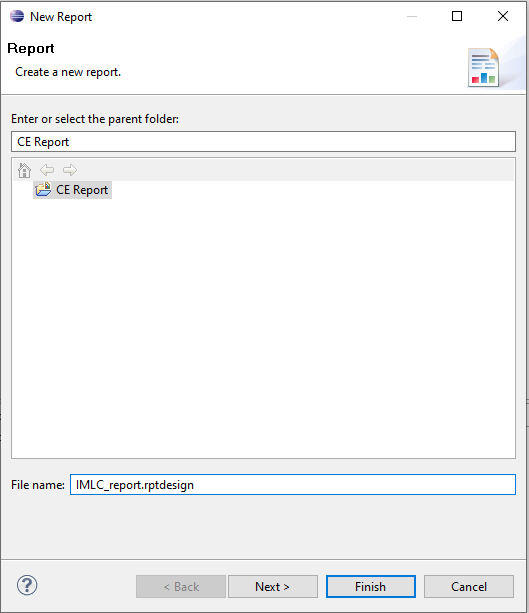 New Report
Report
Create a new report.
Enter or select the parent folder:
CE Report
CE Report
File name: IMLC_report.rptdesign
? < Back Next > Finish Cancel